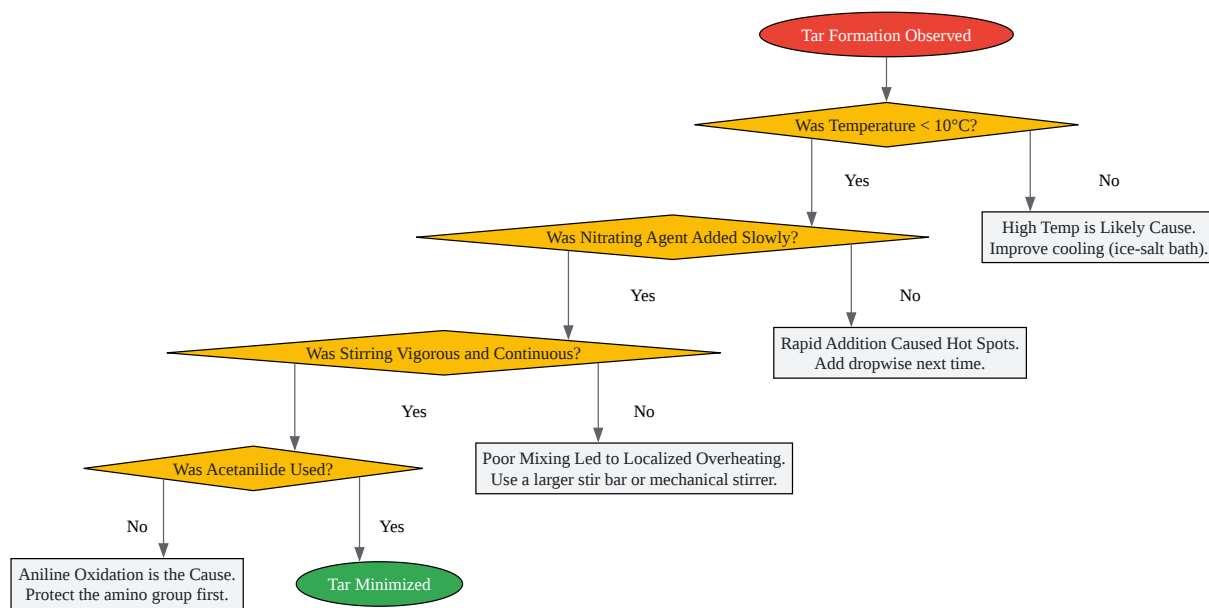 Tar Formation Observed
Was Temperature < 10°C?
Yes
No
High Temp is Likely Cause.
Improve cooling (ice-salt bath).
Was Nitrating Agent Added Slowly?
Yes
No
Rapid Addition Caused Hot Spots.
Add dropwise next time.
Was Stirring Vigorous and Continuous?
Yes
No
Poor Mixing Led to Localized Overheating.
Use a larger stir bar or mechanical stirrer.
Was Acetanilide Used?
No
Yes
Aniline Oxidation is the Cause.
Protect the amino group first.
Tar Minimized